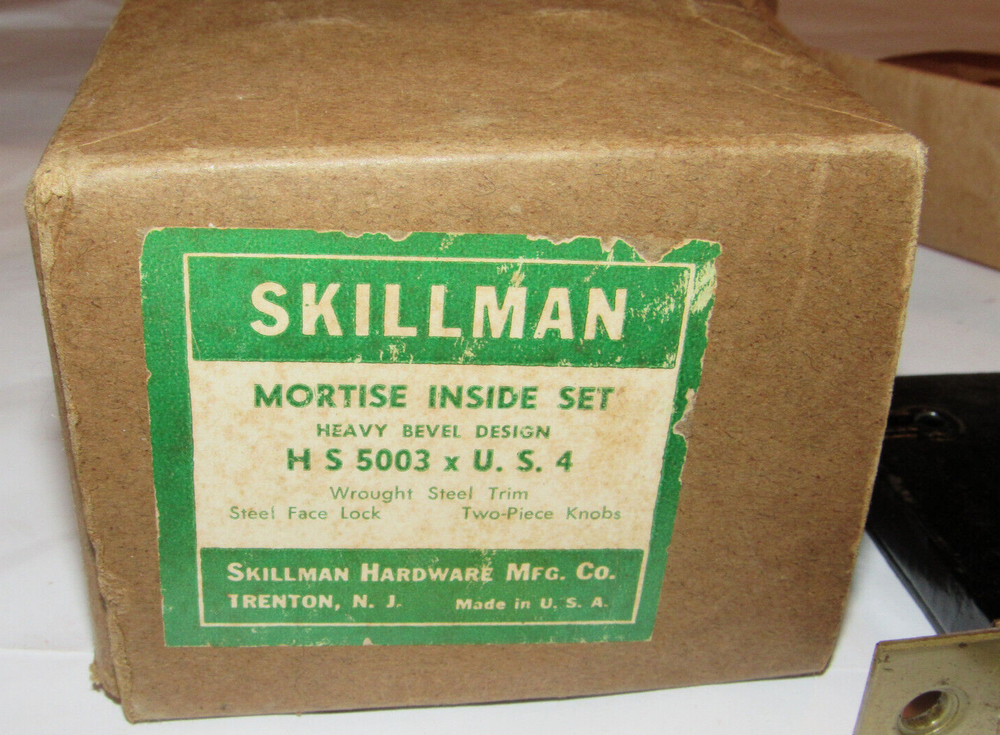 SKILLMAN
MORTISE INSIDE SET
HEAVY BEVEL DESIGN
H S 5003 x U. S. 4
Wrought Steel Trim
Steel Face Lock Two-Piece Knobs
SKILLMAN HARDWARE MFG. CO.
TRENTON, N. J. Made in U. S. A.